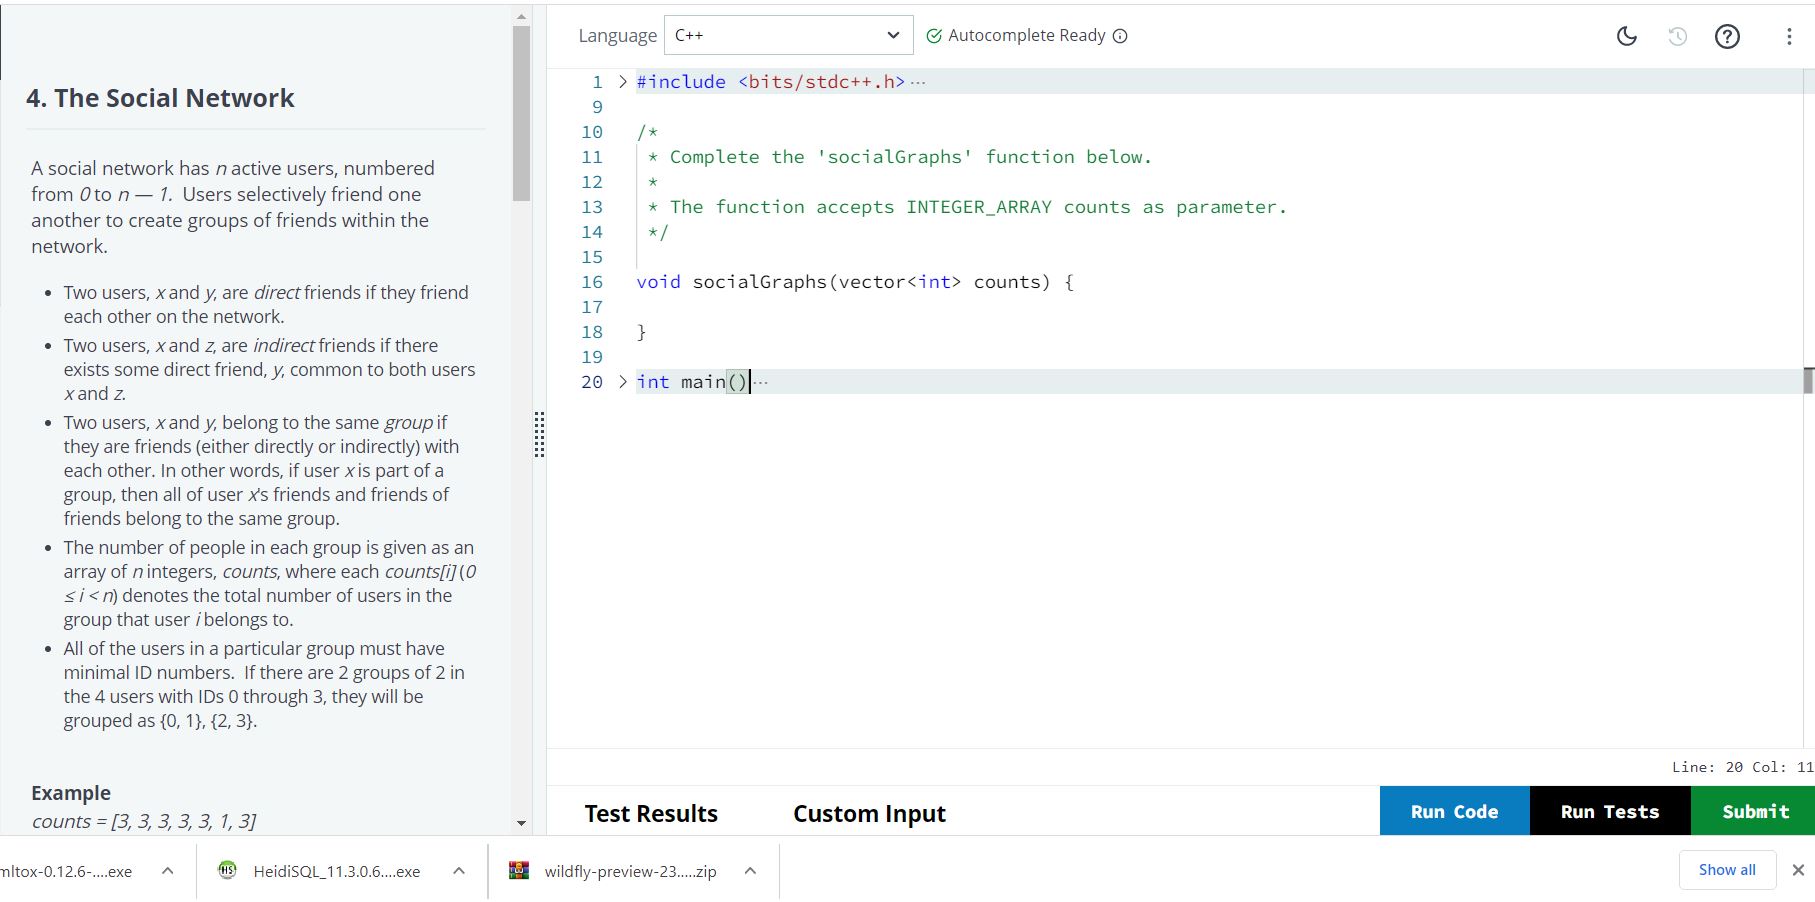 4. The Social Network
A social network has n active users, numbered
from 0 to n — 1. Users selectively friend one
another to create groups of friends within the
network.
• Two users, x and y, are direct friends if they friend
each other on the network.
• Two users, x and z, are indirect friends if there
exists some direct friend, y, common to both users
x and z.
• Two users, x and y, belong to the same group if
they are friends (either directly or indirectly) with
each other. In other words, if user x is part of a
group, then all of user x's friends and friends of
friends belong to the same group.
• The number of people in each group is given as an
array of n integers, counts, where each counts[i] (0
≤ i < n) denotes the total number of users in the
group that user i belongs to.
• All of the users in a particular group must have
minimal ID numbers. If there are 2 groups of 2 in
the 4 users with IDs 0 through 3, they will be
grouped as {0, 1}, {2, 3}.
Example
counts = [3, 3, 3, 3, 3, 1, 3]
Language C++ Autocomplete Ready
1 #include <bits/stdc++.h> ···
9
10 /*
11 * Complete the 'socialGraphs' function below.
12 *
13 * The function accepts INTEGER_ARRAY counts as parameter.
14 */
15
16 void socialGraphs(vector<int> counts) {
17
18 }
19
20 int main() ···
Line: 20 Col: 11
Test Results Custom Input Run Code Run Tests Submit
mltox-0.12.6-....exe HeidiSQL_11.3.0.6....exe wildfly-preview-23.....zip Show all